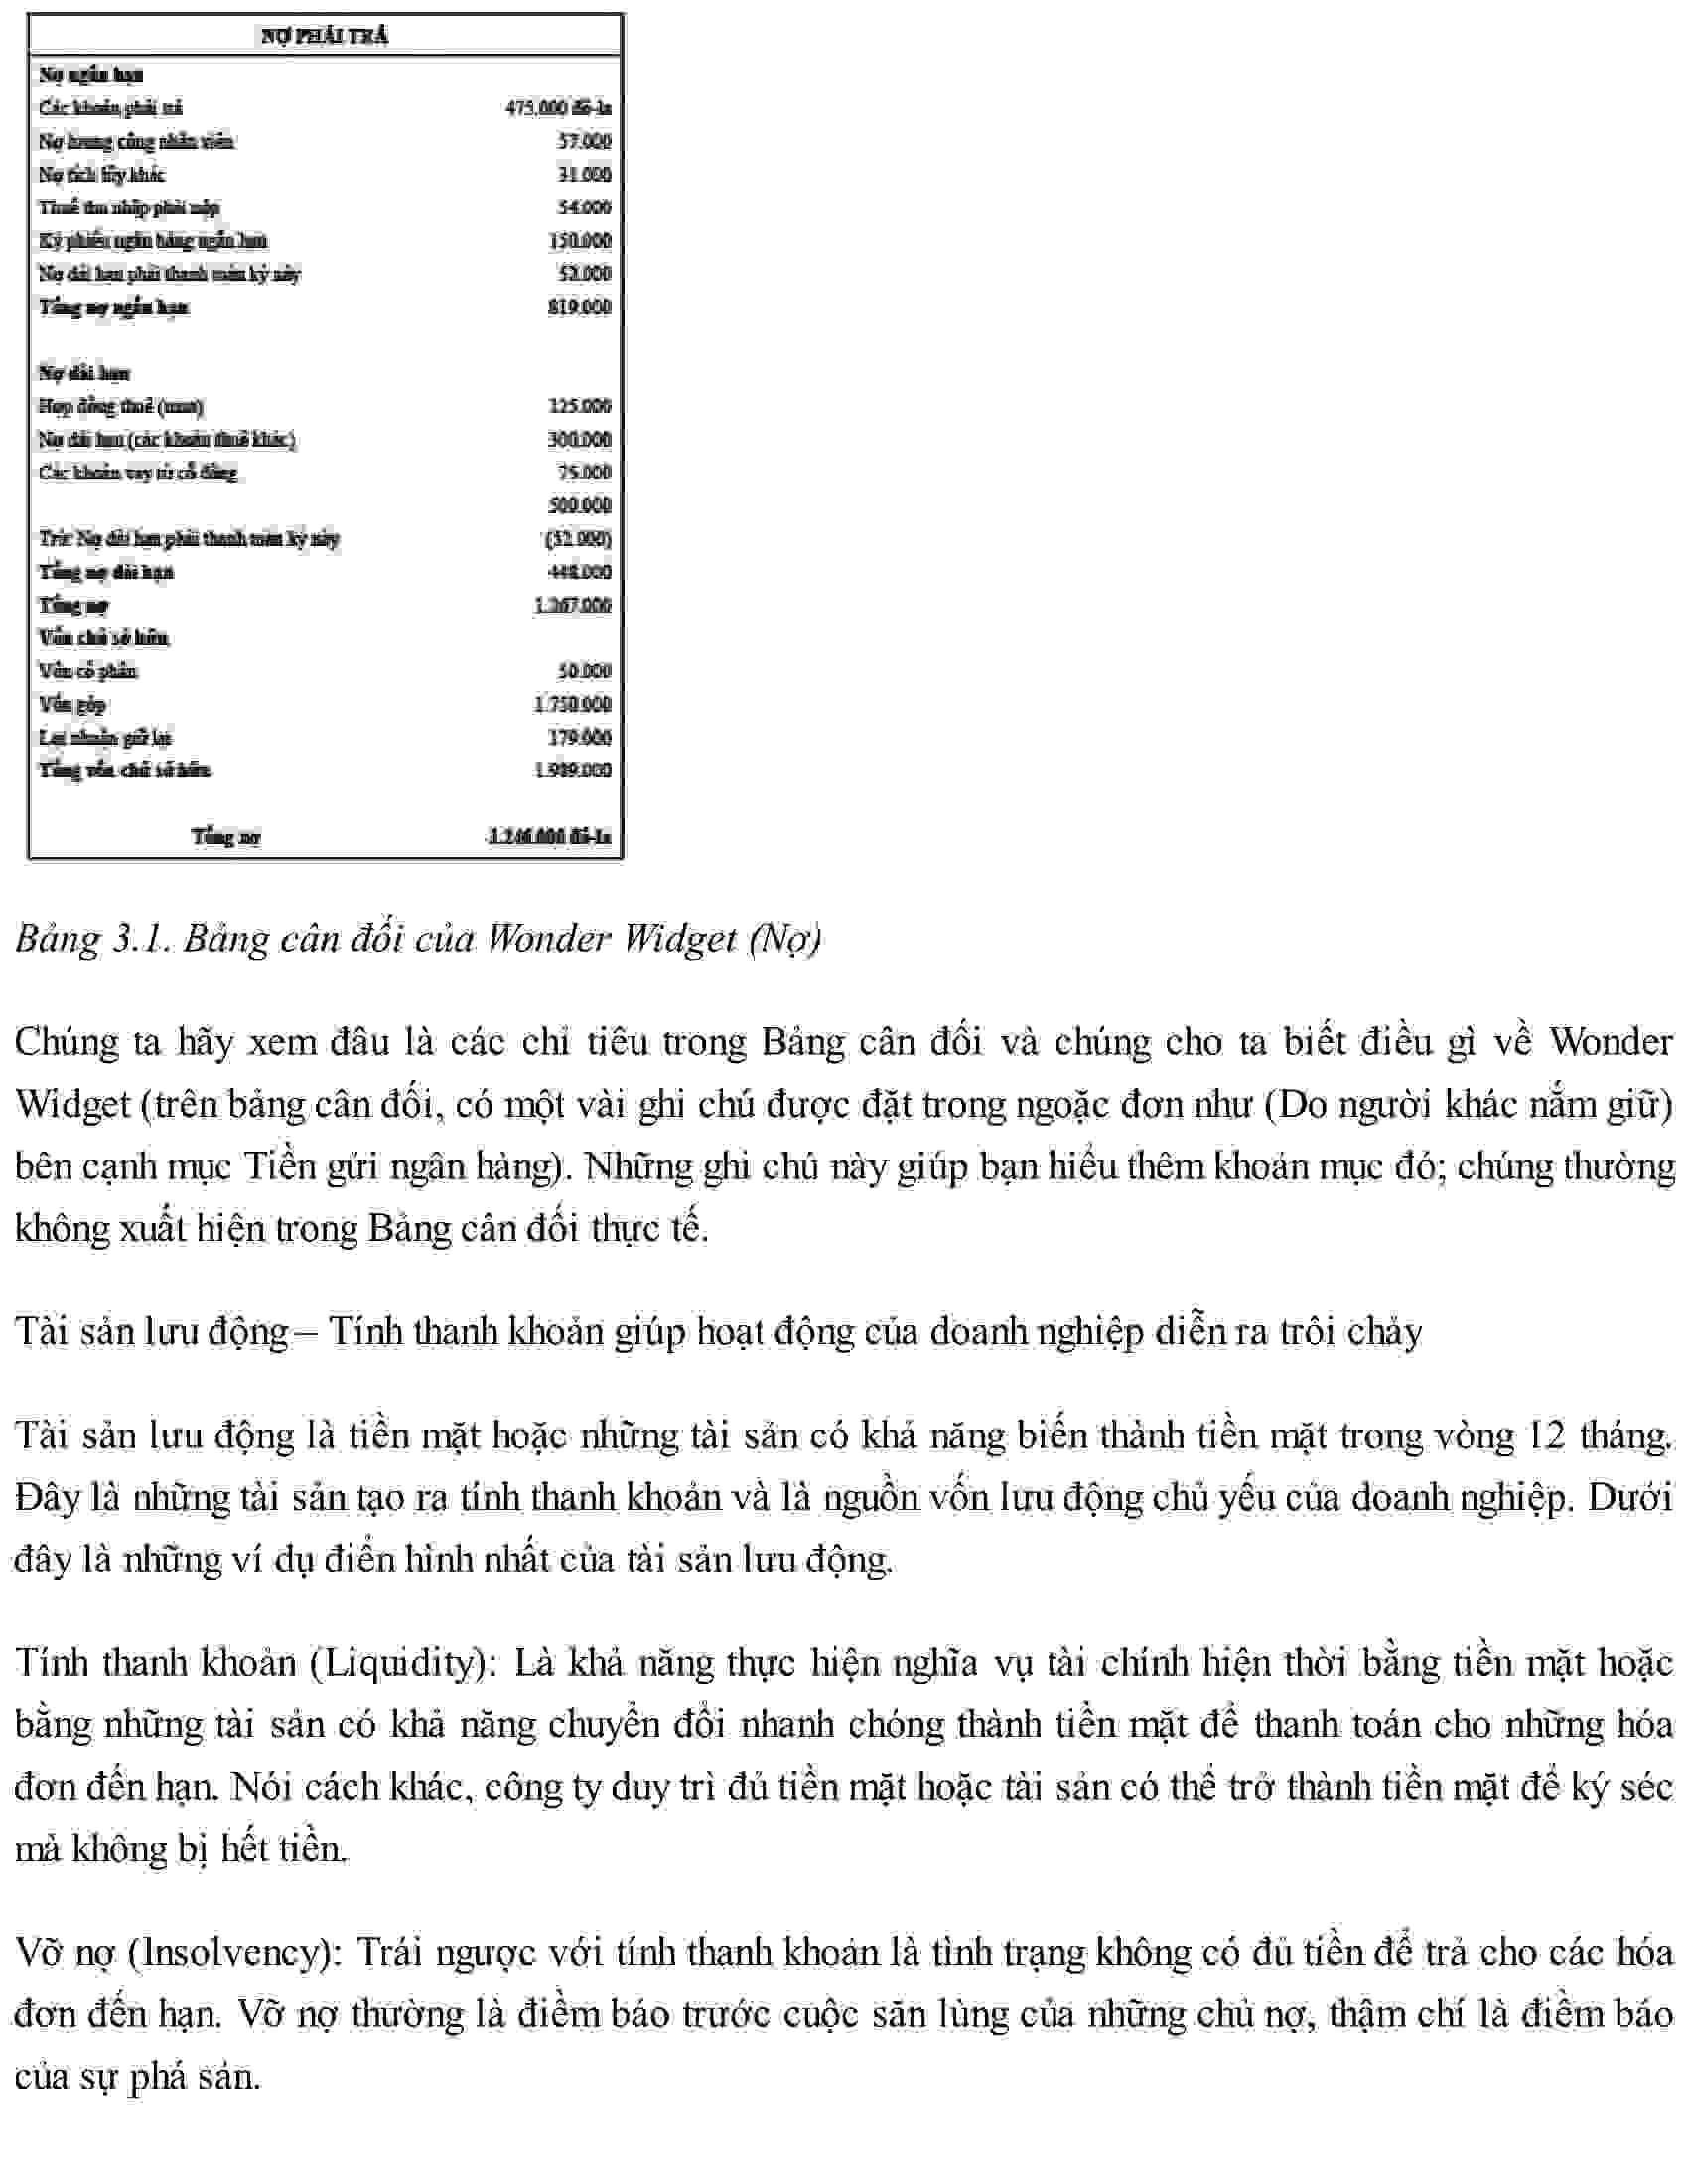 NỢ PHẢI TRẢ
Nợ ngắn hạn
Các khoản phải trả 475.000 đô-la
Nợ lương công nhân viên 57.000
Nợ tích lũy khác 31.000
Thuế thu nhập phải nộp 54.000
Kỳ phiếu ngân hàng ngắn hạn 150.000
Nợ dài hạn phải thanh toán kỳ này 52.000
Tổng nợ ngắn hạn 819.000
Nợ dài hạn
Hợp đồng thuê (mua) 125.000
Nợ dài hạn (các khoản thuê khác) 300.000
Các khoản vay từ cổ đông 75.000
500.000
Trừ: Nợ dài hạn phải thanh toán kỳ này (52.000)
Tổng nợ dài hạn 448.000
Tổng nợ 1.267.000
Vốn chủ sở hữu
Vốn cổ phần 50.000
Vốn góp 1.750.000
Lợi nhuận giữ lại 179.000
Tổng vốn chủ sở hữu
Tổng nợ 3.246.000 đô-la
Bảng 3.1. Bảng cân đối của Wonder Widget (Nợ)
Chúng ta hãy xem đâu là các chỉ tiêu trong Bảng cân đối và chúng cho ta biết điều gì về Wonder
Widget (trên bảng cân đối, có một vài ghi chú được đặt trong ngoặc đơn như (Do người khác nắm giữ)
bên cạnh mục Tiền gửi ngân hàng). Những ghi chú này giúp bạn hiểu thêm khoản mục đó; chúng thường
không xuất hiện trong Bảng cân đối thực tế.
Tài sản lưu động – Tính thanh khoản giúp hoạt động của doanh nghiệp diễn ra trôi chảy
Tài sản lưu động là tiền mặt hoặc những tài sản có khả năng biến thành tiền mặt trong vòng 12 tháng.
Đây là những tài sản tạo ra tính thanh khoản và là nguồn vốn lưu động chủ yếu của doanh nghiệp. Dưới
đây là những ví dụ điển hình nhất của tài sản lưu động.
Tính thanh khoản (Liquidity): Là khả năng thực hiện nghĩa vụ tài chính hiện thời bằng tiền mặt hoặc
bằng những tài sản có khả năng chuyển đổi nhanh chóng thành tiền mặt để thanh toán cho những hóa
đơn đến hạn. Nói cách khác, công ty duy trì đủ tiền mặt hoặc tài sản có thể trở thành tiền mặt để ký séc
mà không bị hết tiền.
Vỡ nợ (Insolvency): Trái ngược với tính thanh khoản là tình trạng không có đủ tiền để trả cho các hóa
đơn đến hạn. Vỡ nợ thường là điềm báo trước cuộc săn lùng của những chủ nợ, thậm chí là điềm báo
của sự phá sản.